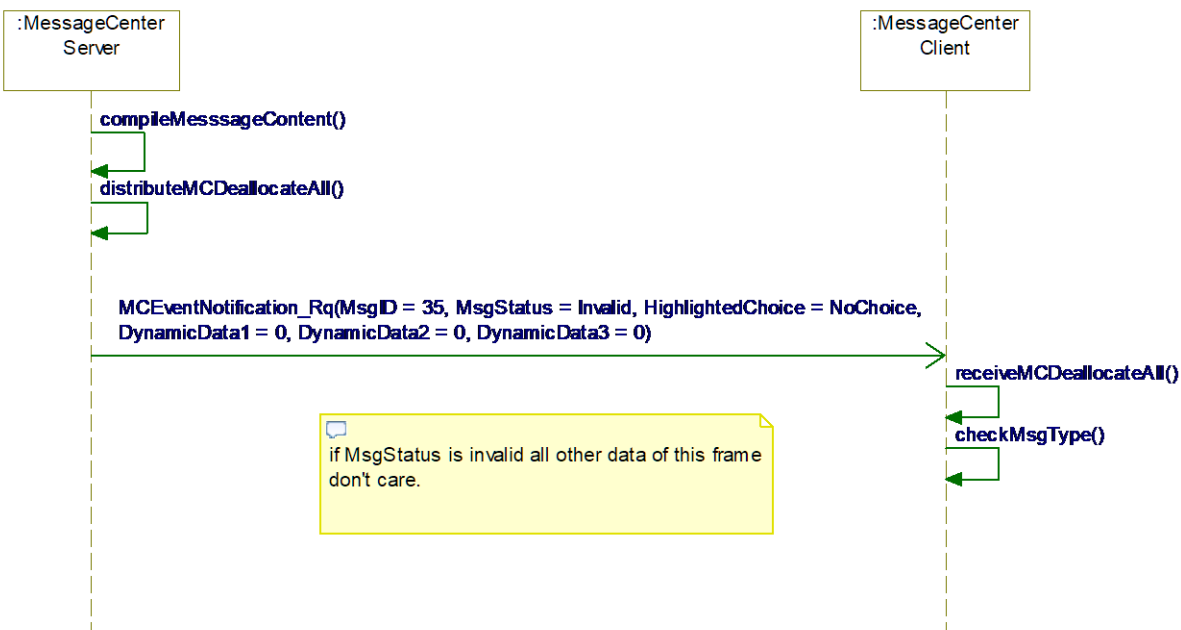 :MessageCenter
Server
:MessageCenter
Client
compileMesssageContent()
distributeMCDeallocateAll()
MCEventNotification_Rq(MsgID = 35, MsgStatus = Invalid, HighlightedChoice = NoChoice,
DynamicData1 = 0, DynamicData2 = 0, DynamicData3 = 0)
receiveMCDeallocateAll()
checkMsgType()
if MsgStatus is invalid all other data of this frame
don't care.